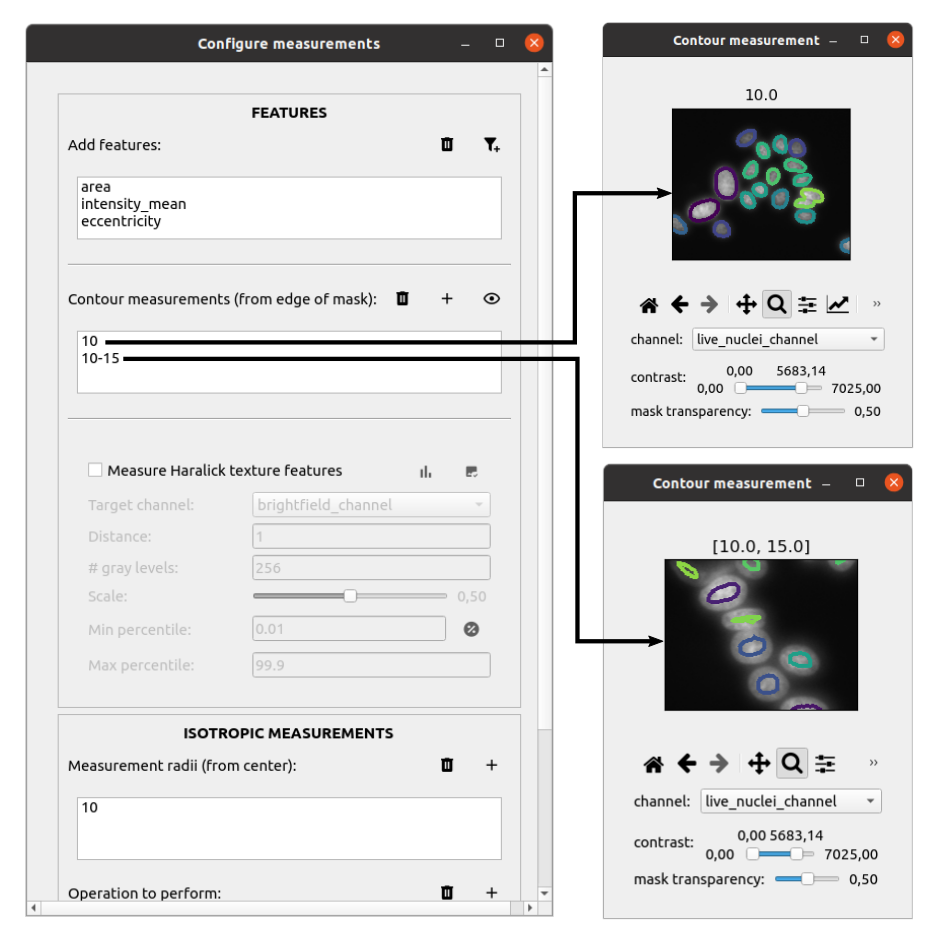 Configure measurements
FEATURES
Add features:
area
intensity_mean
eccentricity
Contour measurements (from edge of mask):
10
10-15
Measure Haralick texture features
Target channel:
brightfield_channel
Distance:
1
# gray levels:
256
Scale:
0,50
Min percentile:
0.01
Max percentile:
99.9
ISOTROPIC MEASUREMENTS
Measurement radii (from center):
10
Operation to perform:
Contour measurement
10.0
channel:
live_nuclei_channel
contrast:
0,00 5683,14
0,00 7025,00
mask transparency:
0,50
Contour measurement
[10.0, 15.0]
channel:
live_nuclei_channel
contrast:
0,00 5683,14
0,00 7025,00
mask transparency:
0,50